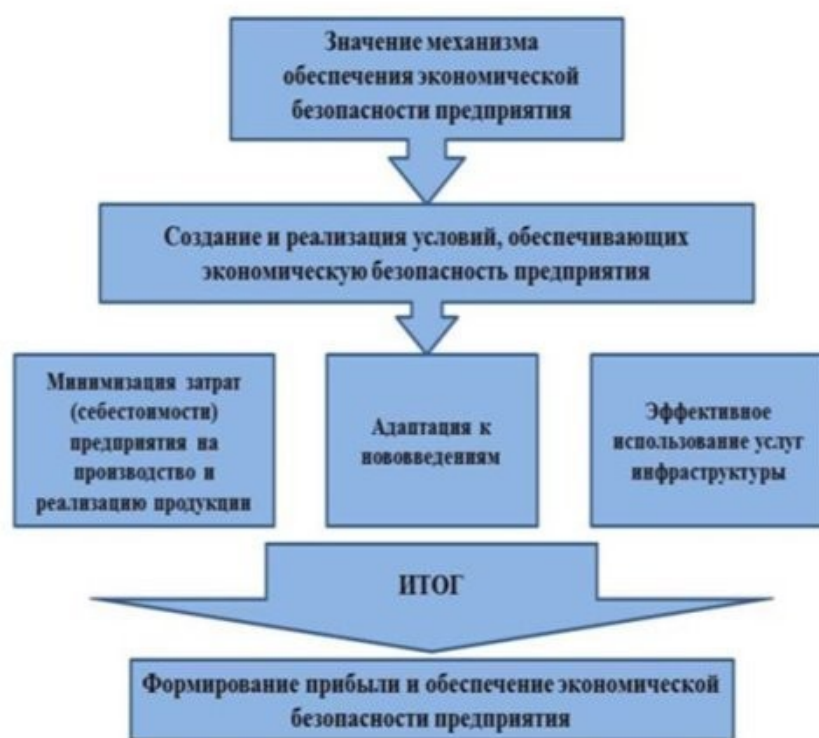 Значение механизма
обеспечения экономической
безопасности предприятия
Создание и реализация условий, обеспечивающих
экономическую безопасность предприятия
Минимизация затрат
(себестоимости)
предприятия на
производство и
реализацию продукции
Адаптация к
нововведениям
Эффективное
использование услуг
инфраструктуры
ИТОГ
Формирование прибыли и обеспечение экономической
безопасности предприятия